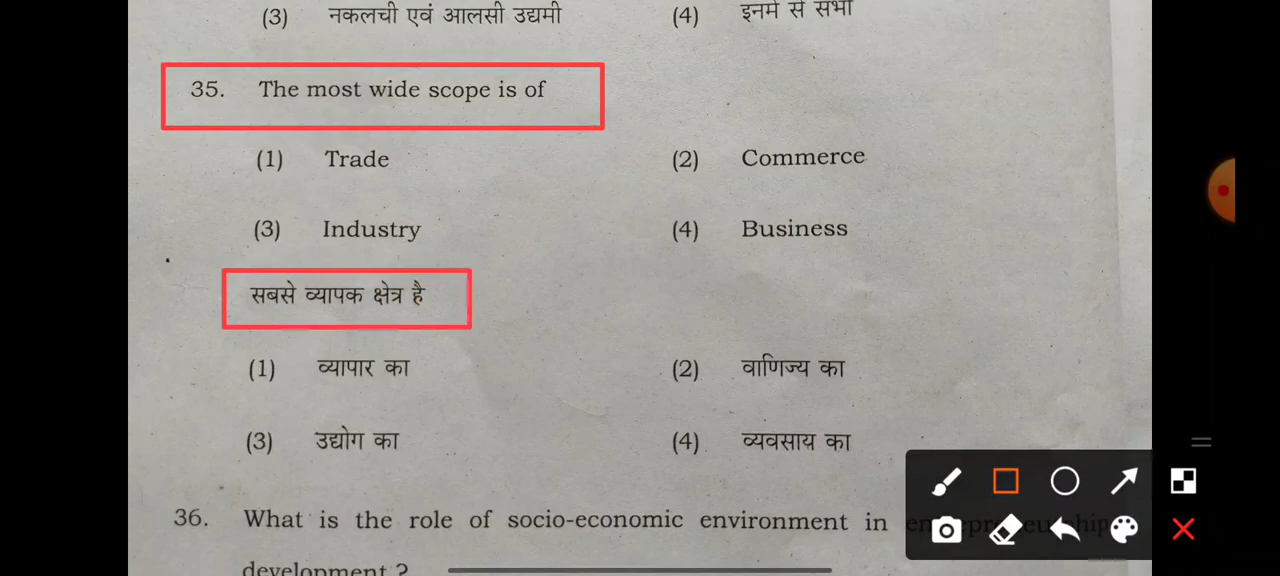 (3) नकलची एवं आलसी उद्यमी (4) इनमें से सभी
35. The most wide scope is of
(1) Trade (2) Commerce
(3) Industry (4) Business
सबसे व्यापक क्षेत्र है
(1) व्यापार का (2) वाणिज्य का
(3) उद्योग का (4) व्यवसाय का
36. What is the role of socio-economic environment in entrepreneurship
development ?